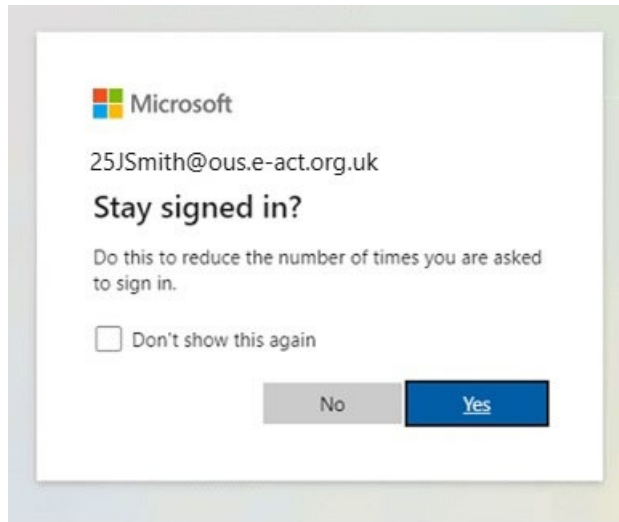 Microsoft
25JSmith@ous.e-act.org.uk
Stay signed in?
Do this to reduce the number of times you are asked
to sign in.
Don't show this again
No
Yes